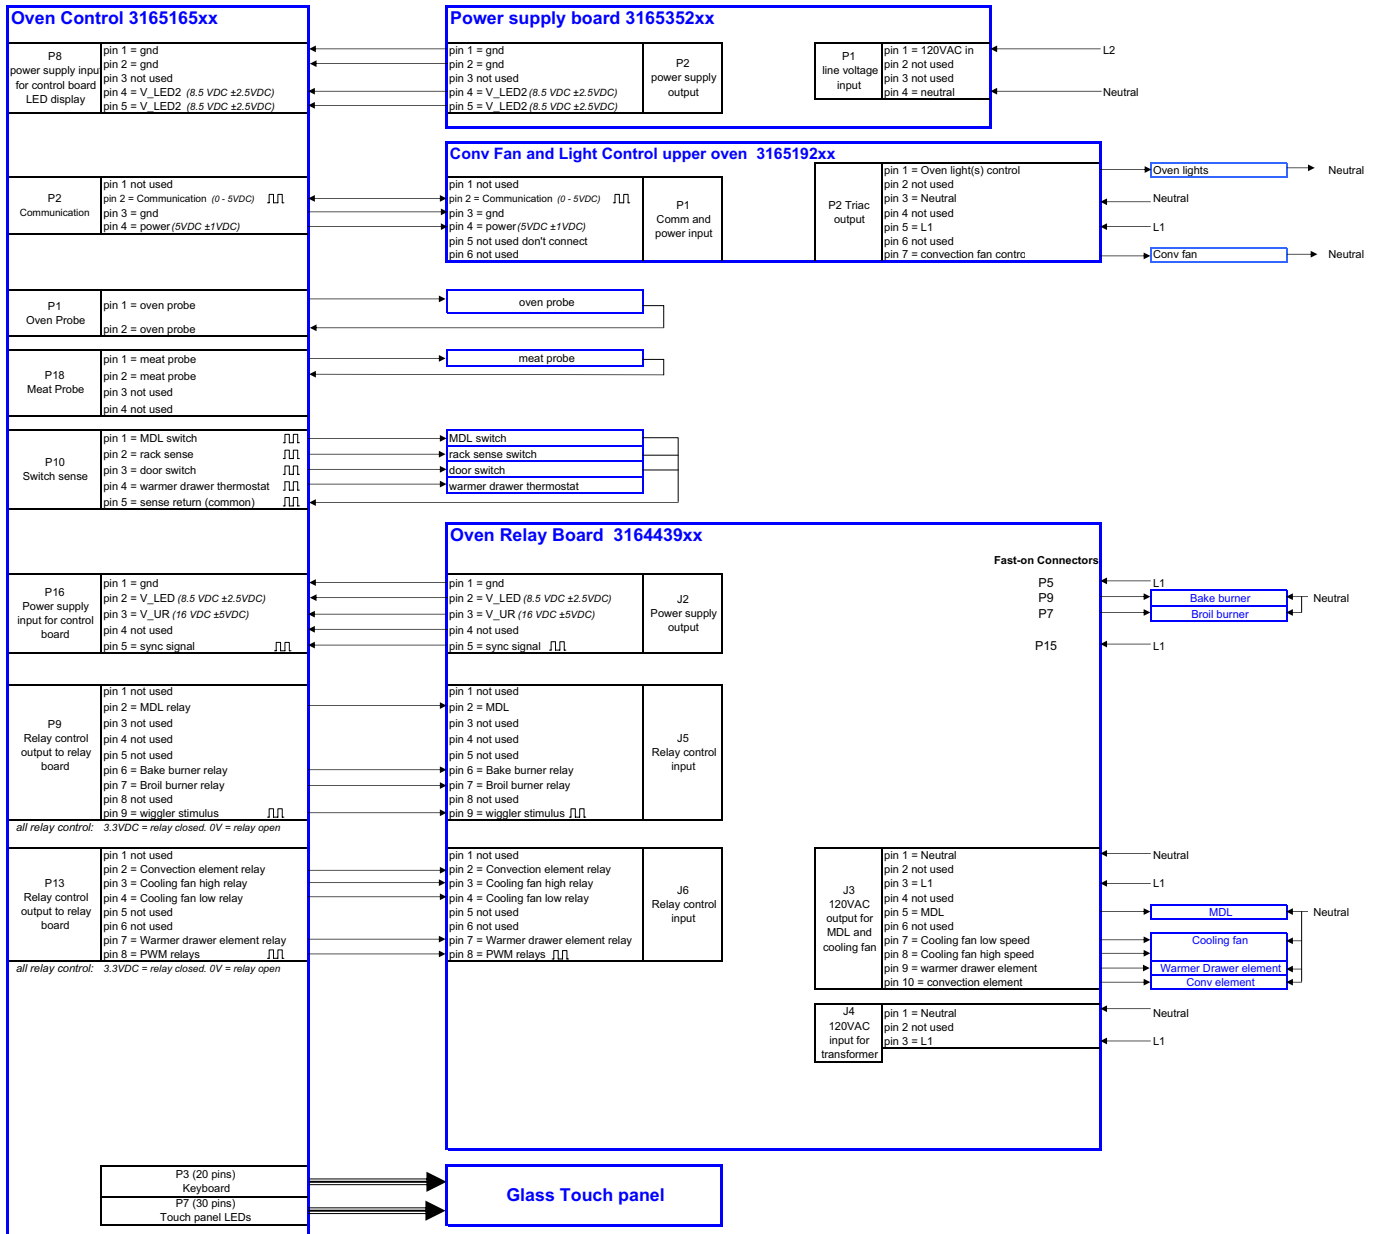 Oven Control 3165165xx
P8
power supply inpu
for control board
LED display
pin 1 = gnd
pin 2 = gnd
pin 3 not used
pin 4 = V_LED2 (8.5 VDC ±2.5VDC)
pin 5 = V_LED2 (8.5 VDC ±2.5VDC)
Power supply board 3165352xx
pin 1 = gnd
pin 2 = gnd
pin 3 not used
pin 4 = V_LED2 (8.5 VDC ±2.5VDC)
pin 5 = V_LED2 (8.5 VDC ±2.5VDC)
P2
power supply
output
P1
line voltage
input
pin 1 = 120VAC in
pin 2 not used
pin 3 not used
pin 4 = neutral
L2
Neutral
Conv Fan and Light Control upper oven 3165192xx
P2
Communication
pin 1 not used
pin 2 = Communication (0 - 5VDC)
pin 3 = gnd
pin 4 = power(5VDC ±1VDC)
pin 1 not used
pin 2 = Communication (0 - 5VDC)
pin 3 = gnd
pin 4 = power(5VDC ±1VDC)
pin 5 not used don't connect
pin 6 not used
P1
Comm and
power input
P2 Triac
output
pin 1 = Oven light(s) control
pin 2 not used
pin 3 = Neutral
pin 4 not used
pin 5 = L1
pin 6 not used
pin 7 = convection fan contro
Oven lights
Neutral
Neutral
L1
Conv fan
Neutral
P1
Oven Probe
pin 1 = oven probe
pin 2 = oven probe
oven probe
P18
Meat Probe
pin 1 = meat probe
pin 2 = meat probe
pin 3 not used
pin 4 not used
meat probe
P10
Switch sense
pin 1 = MDL switch
pin 2 = rack sense
pin 3 = door switch
pin 4 = warmer drawer thermostat
pin 5 = sense return (common)
MDL switch
rack sense switch
door switch
warmer drawer thermostat
Oven Relay Board 3164439xx
P16
Power supply
input for control
board
pin 1 = gnd
pin 2 = V_LED (8.5 VDC ±2.5VDC)
pin 3 = V_UR (16 VDC ±5VDC)
pin 4 not used
pin 5 = sync signal
pin 1 = gnd
pin 2 = V_LED (8.5 VDC ±2.5VDC)
pin 3 = V_UR (16 VDC ±5VDC)
pin 4 not used
pin 5 = sync signal
J2
Power supply
output
Fast-on Connectors
P5
P9
P7
P15
L1
Bake burner
Broil burner
Neutral
L1
P9
Relay control
output to relay
board
pin 1 not used
pin 2 = MDL relay
pin 3 not used
pin 4 not used
pin 5 not used
pin 6 = Bake burner relay
pin 7 = Broil burner relay
pin 8 not used
pin 9 = wiggler stimulus
all relay control: 3.3VDC = relay closed. 0V = relay open
pin 1 not used
pin 2 = MDL
pin 3 not used
pin 4 not used
pin 5 not used
pin 6 = Bake burner relay
pin 7 = Broil burner relay
pin 8 not used
pin 9 = wiggler stimulus
J5
Relay control
input
P13
Relay control
output to relay
board
pin 1 not used
pin 2 = Convection element relay
pin 3 = Cooling fan high relay
pin 4 = Cooling fan low relay
pin 5 not used
pin 6 not used
pin 7 = Warmer drawer element relay
pin 8 = PWM relays
all relay control: 3.3VDC = relay closed. 0V = relay open
pin 1 not used
pin 2 = Convection element relay
pin 3 = Cooling fan high relay
pin 4 = Cooling fan low relay
pin 5 not used
pin 6 not used
pin 7 = Warmer drawer element relay
pin 8 = PWM relays
J6
Relay control
input
J3
120VAC
output for
MDL and
cooling fan
pin 1 = Neutral
pin 2 not used
pin 3 = L1
pin 4 not used
pin 5 = MDL
pin 6 not used
pin 7 = Cooling fan low speed
pin 8 = Cooling fan high speed
pin 9 = warmer drawer element
pin 10 = convection element
Neutral
L1
MDL
Neutral
Cooling fan
Warmer Drawer element
Conv element
J4
120VAC
input for
transformer
pin 1 = Neutral
pin 2 not used
pin 3 = L1
Neutral
L1
P3 (20 pins)
Keyboard
P7 (30 pins)
Touch panel LEDs
Glass Touch panel